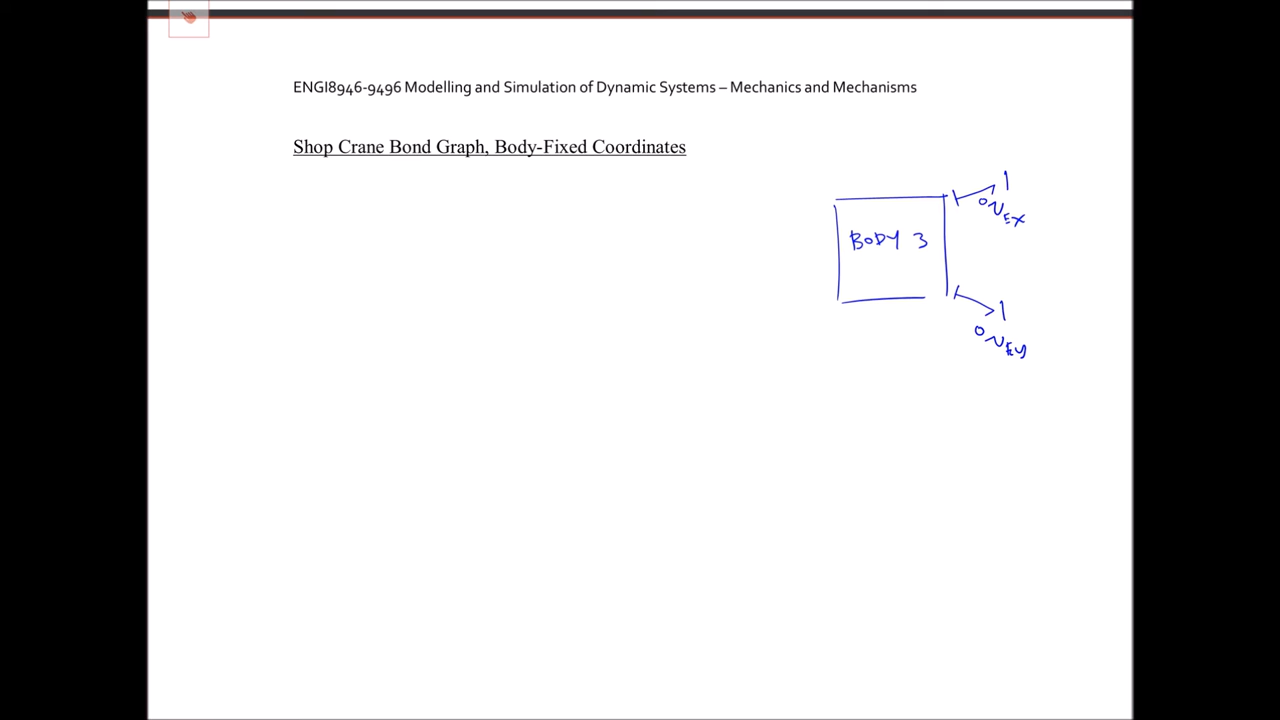 ENGI8946-9496 Modelling and Simulation of Dynamic Systems – Mechanics and Mechanisms
Shop Crane Bond Graph, Body-Fixed Coordinates
1
BODY 3
1